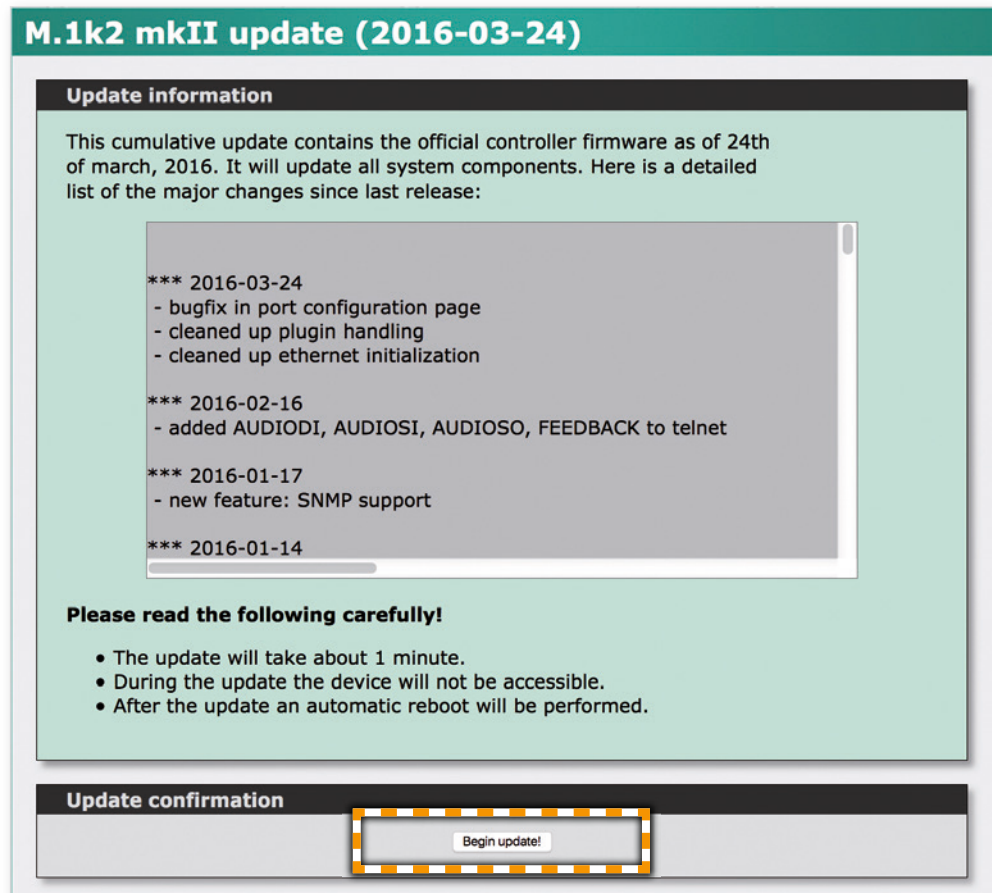 M.1k2 mkII update (2016-03-24)
Update information
This cumulative update contains the official controller firmware as of 24th
of march, 2016. It will update all system components. Here is a detailed
list of the major changes since last release:
*** 2016-03-24
- bugfix in port configuration page
- cleaned up plugin handling
- cleaned up ethernet initialization
*** 2016-02-16
- added AUDIODI, AUDIOSI, AUDIOSO, FEEDBACK to telnet
*** 2016-01-17
- new feature: SNMP support
*** 2016-01-14
Please read the following carefully!
• The update will take about 1 minute.
• During the update the device will not be accessible.
• After the update an automatic reboot will be performed.
Update confirmation
Begin update!